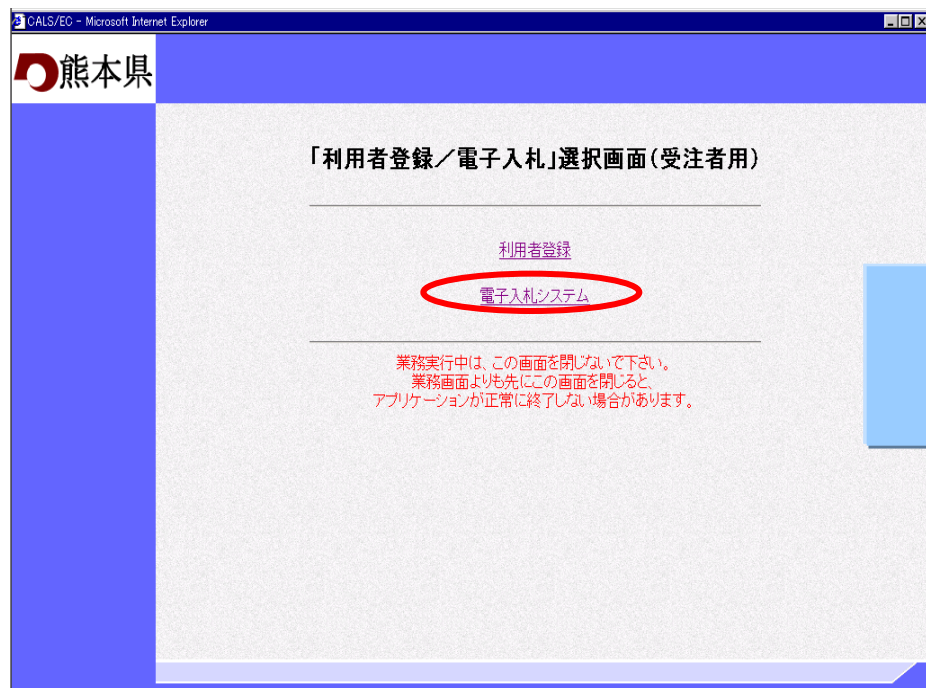 CALS/EC - Microsoft Internet Explorer
熊本県
「利用者登録／電子入札」選択画面(受注者用)
利用者登録
電子入札システム
業務実行中は、この画面を閉じないで下さい。
業務画面よりも先にこの画面を閉じると、
アプリケーションが正常に終了しない場合があります。